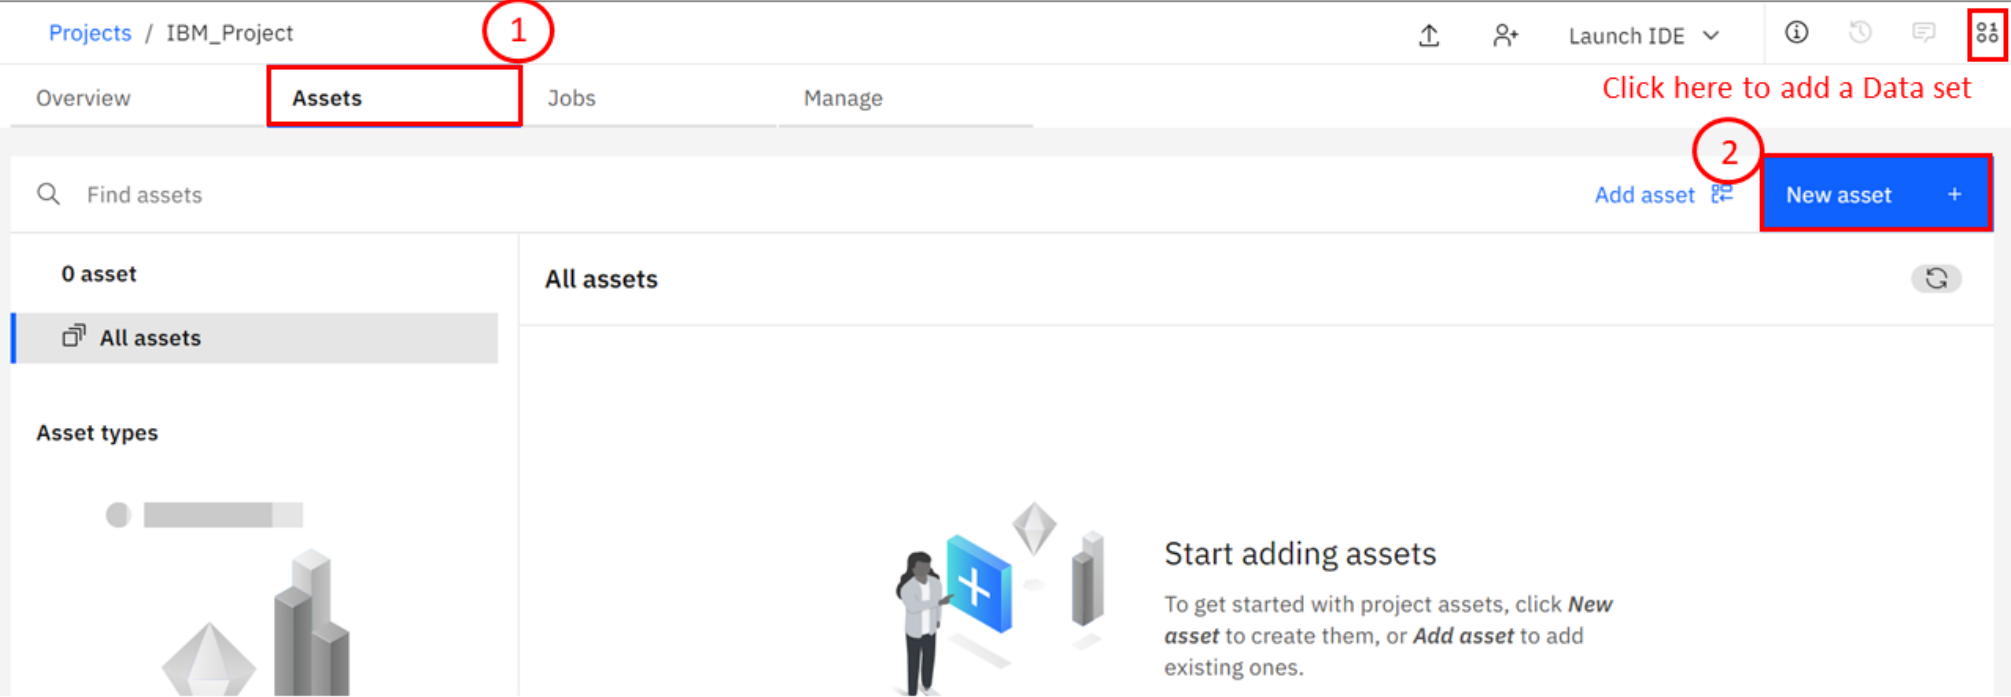 Projects / IBM_Project
1
Launch IDE
Overview
Assets
Jobs
Manage
Click here to add a Data set
2
Find assets
Add asset
New asset +
0 asset
All assets
All assets
Asset types
Start adding assets
To get started with project assets, click New
asset to create them, or Add asset to add
existing ones.